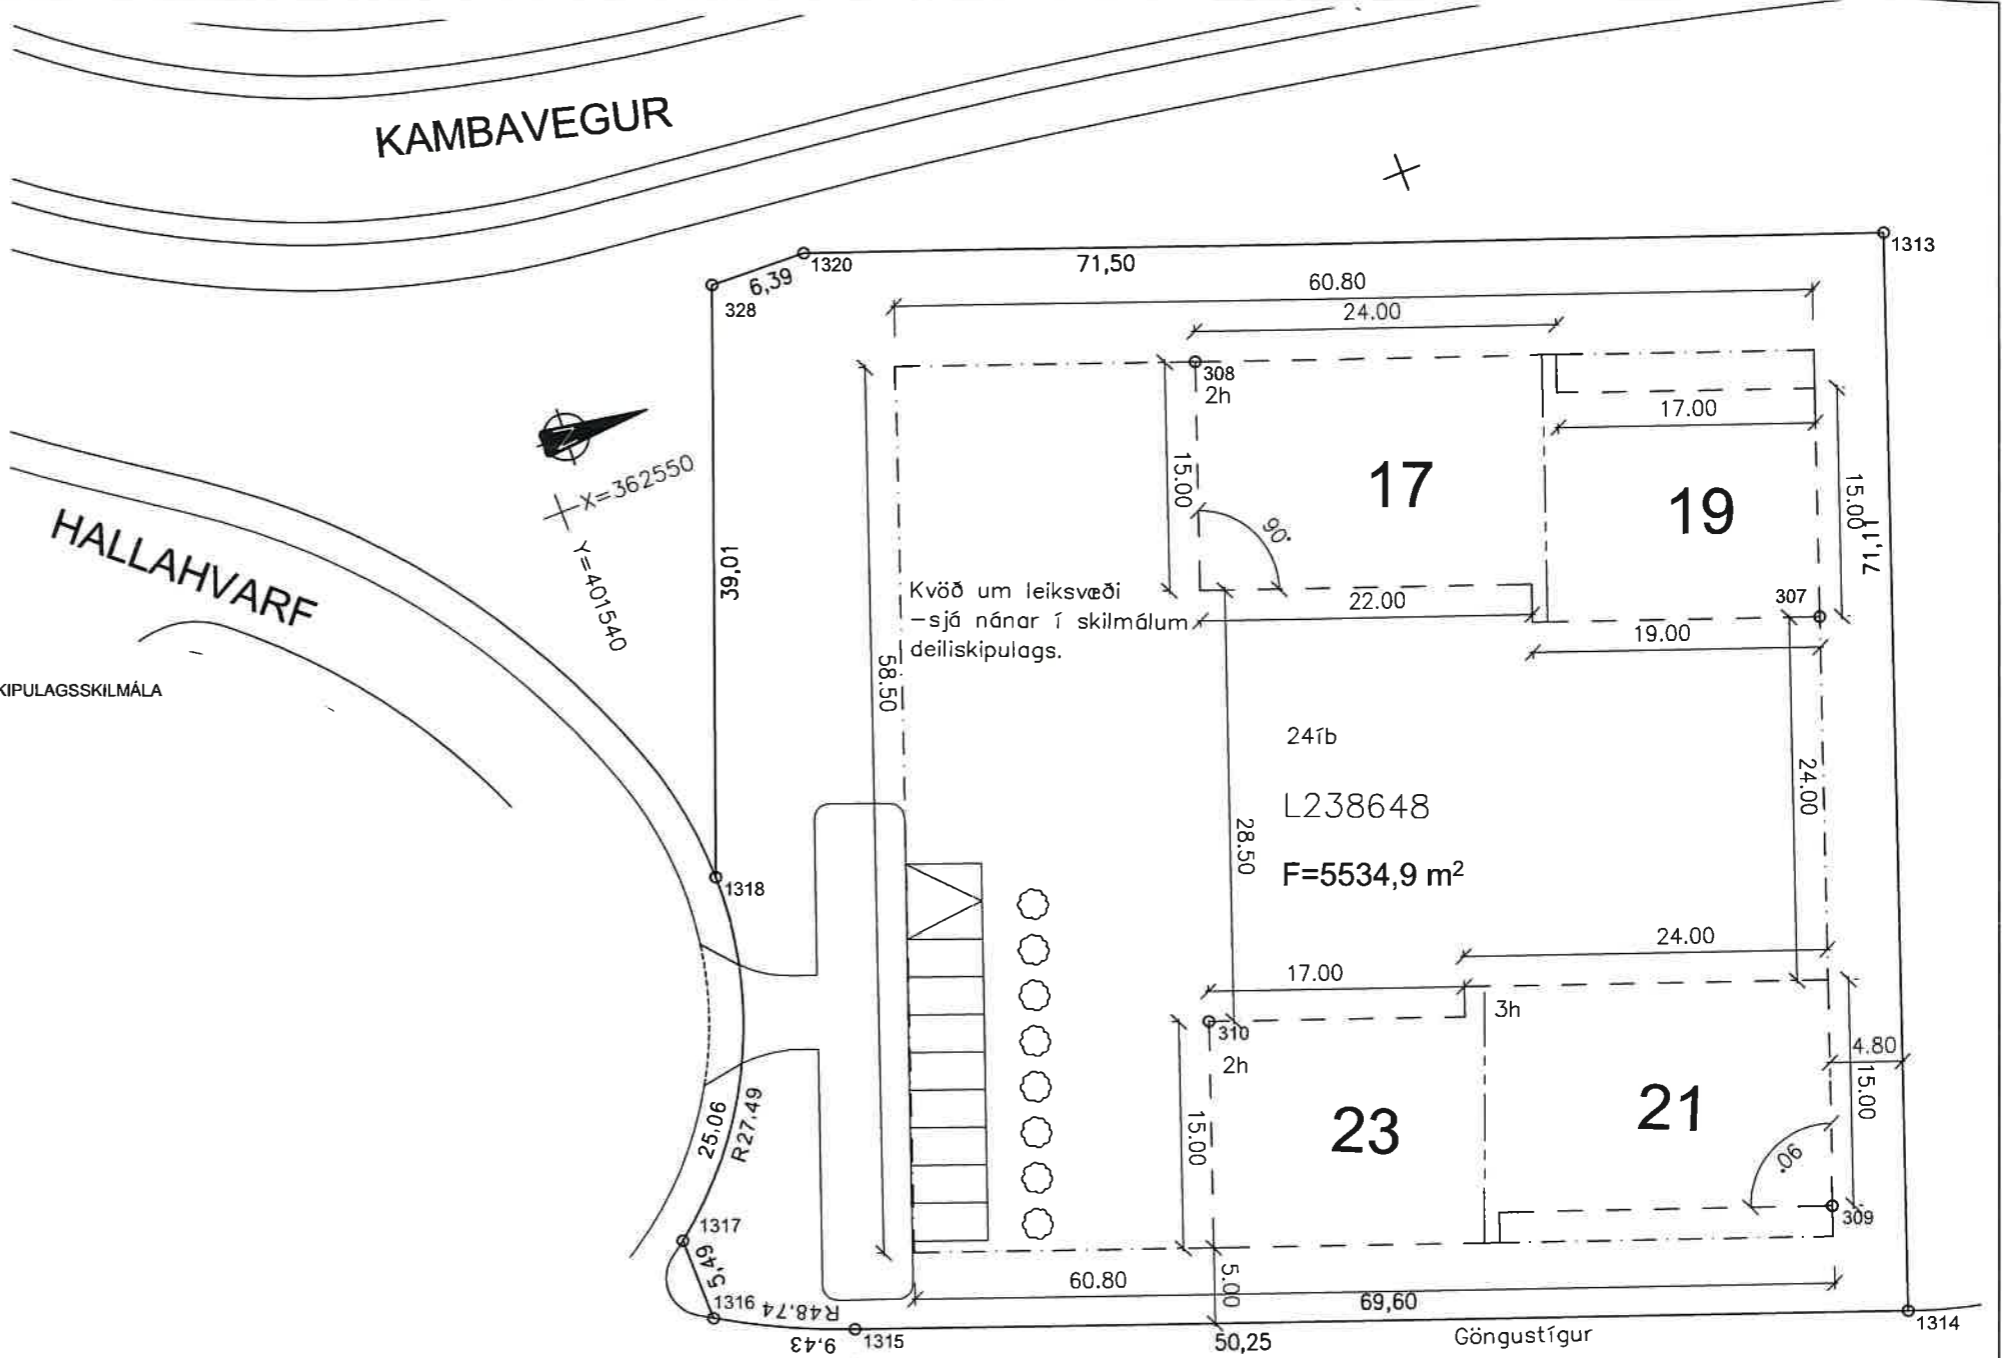 KAMBAVEGUR
1313
1320
71,50
6,39
328
60.80
24.00
308
2h
17.00
15.00
17
19
15.00
71,11
90°
X=362550
Y=401540
HALLAHVARF
39,01
Kvöð um leiksvæði
-sjá nánar í skilmálum
deiliskipulags.
22.00
307
19.00
58.50
KIPULAGSSKILMÁLA
24íb
L238648
F=5534,9 m²
24.00
28.50
1318
24.00
17.00
3h
310
2h
4.80
15.00
15.00
23
21
90°
309
25,06
R27,49
1317
5,49
1316
R48,74
9,43
1315
60.80
5.00
69,60
50,25
Göngustígur
1314
Z